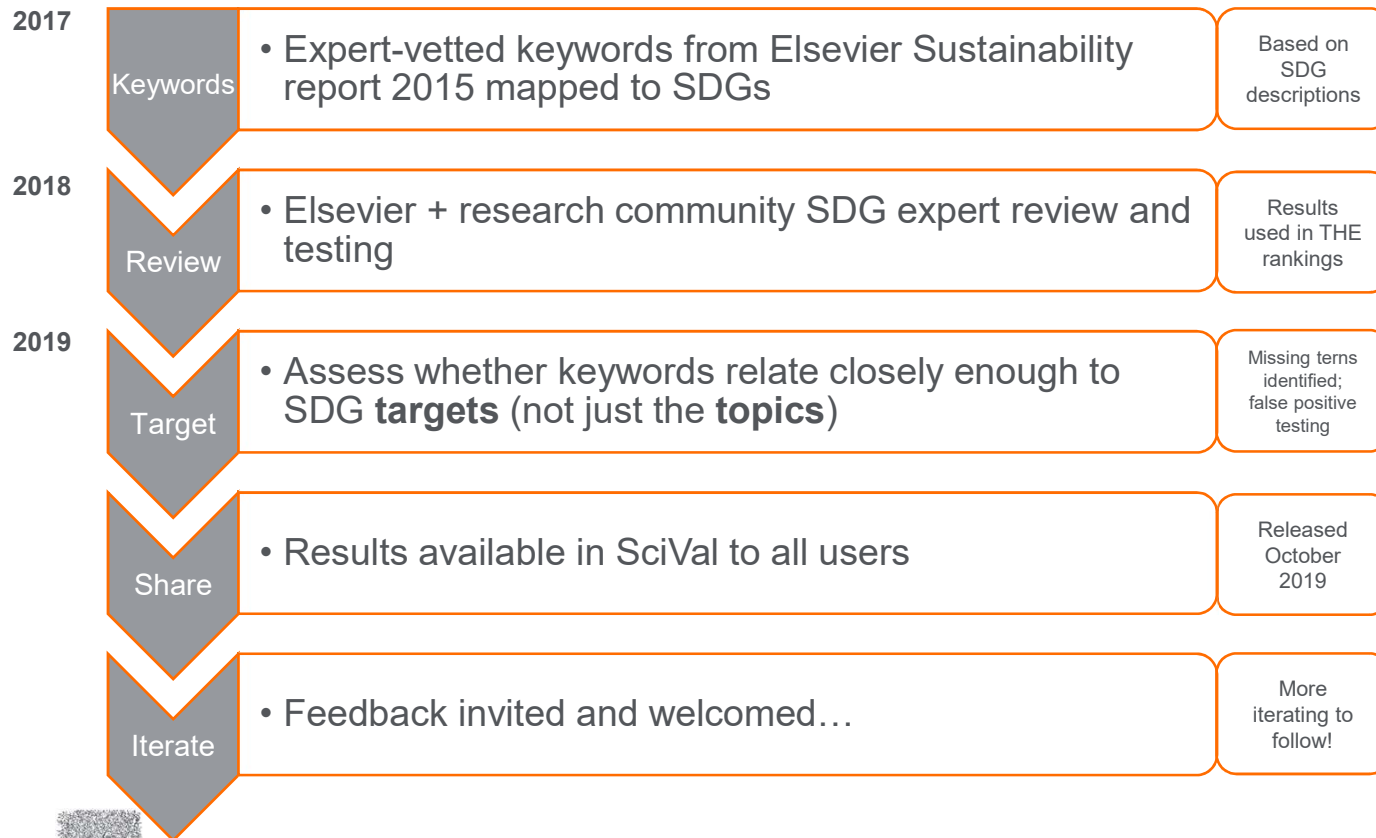 2017
Keywords
• Expert-vetted keywords from Elsevier Sustainability
report 2015 mapped to SDGs
Based on
SDG
descriptions
2018
Review
• Elsevier + research community SDG expert review and
testing
Results
used in THE
rankings
2019
Target
• Assess whether keywords relate closely enough to
SDG targets (not just the topics)
Missing terns
identified;
false positive
testing
Share
• Results available in SciVal to all users
Released
October
2019
Iterate
• Feedback invited and welcomed…
More
iterating to
follow!